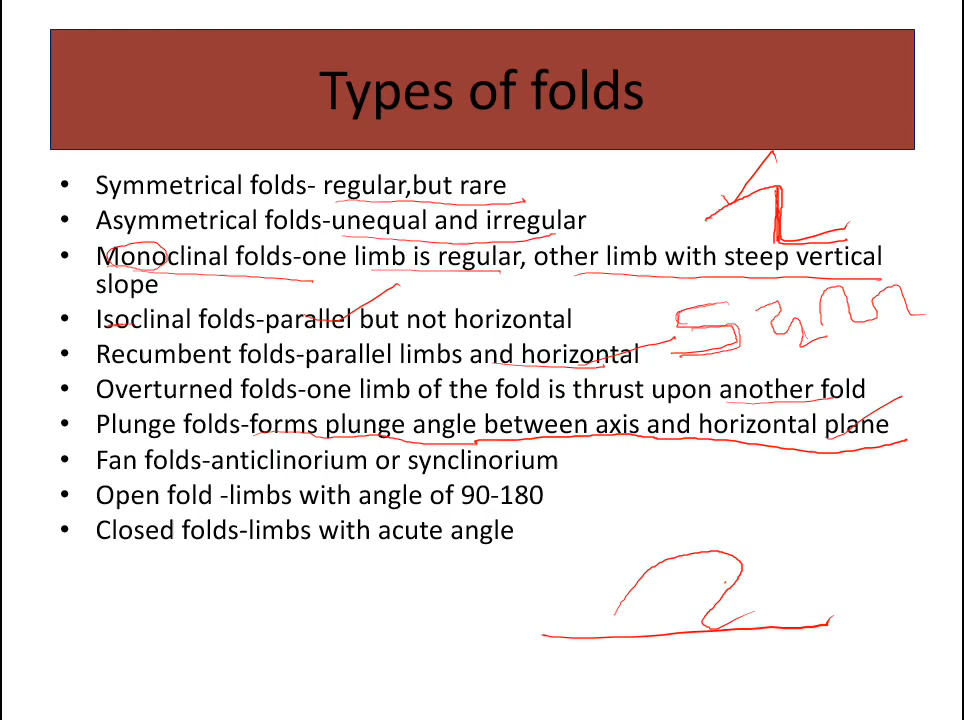 Types of folds
• Symmetrical folds- regular,but rare
• Asymmetrical folds-unequal and irregular
• Monoclinal folds-one limb is regular, other limb with steep vertical
slope
• Isoclinal folds-parallel but not horizontal
• Recumbent folds-parallel limbs and horizontal
• Overturned folds-one limb of the fold is thrust upon another fold
• Plunge folds-forms plunge angle between axis and horizontal plane
• Fan folds-anticlinorium or synclinorium
• Open fold -limbs with angle of 90-180
• Closed folds-limbs with acute angle